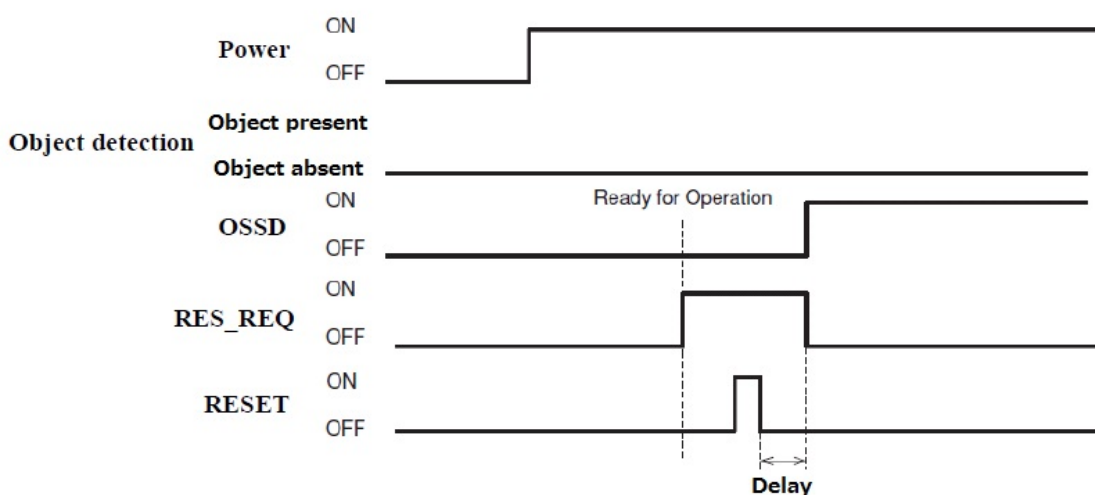 Power ON
OFF
Object detection Object present
Object absent
OSSD ON
OFF
Ready for Operation
RES_REQ ON
OFF
RESET ON
OFF
Delay